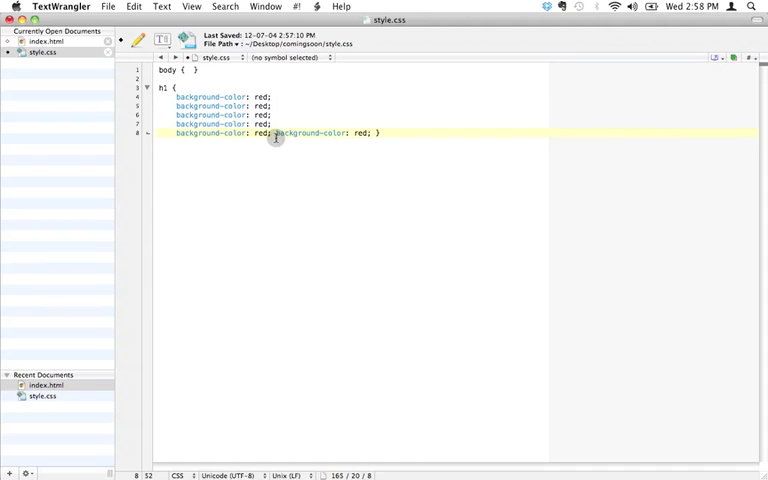 TextWrangler File Edit Text View Search Window #! Help Wed 2:58 PM
style.css
Currently Open Documents
index.html
style.css
Last Saved: 12-07-04 2:57:10 PM
File Path ▾ : ~/Desktop/comingsoon/style.css
style.css (no symbol selected)
1 body { }
2
3 h1 {
4 background-color: red;
5 background-color: red;
6 background-color: red;
7 background-color: red;
8 background-color: red; background-color: red; }
Recent Documents
index.html
style.css
8 52 CSS Unicode (UTF-8) Unix (LF) 165 / 20 / 8